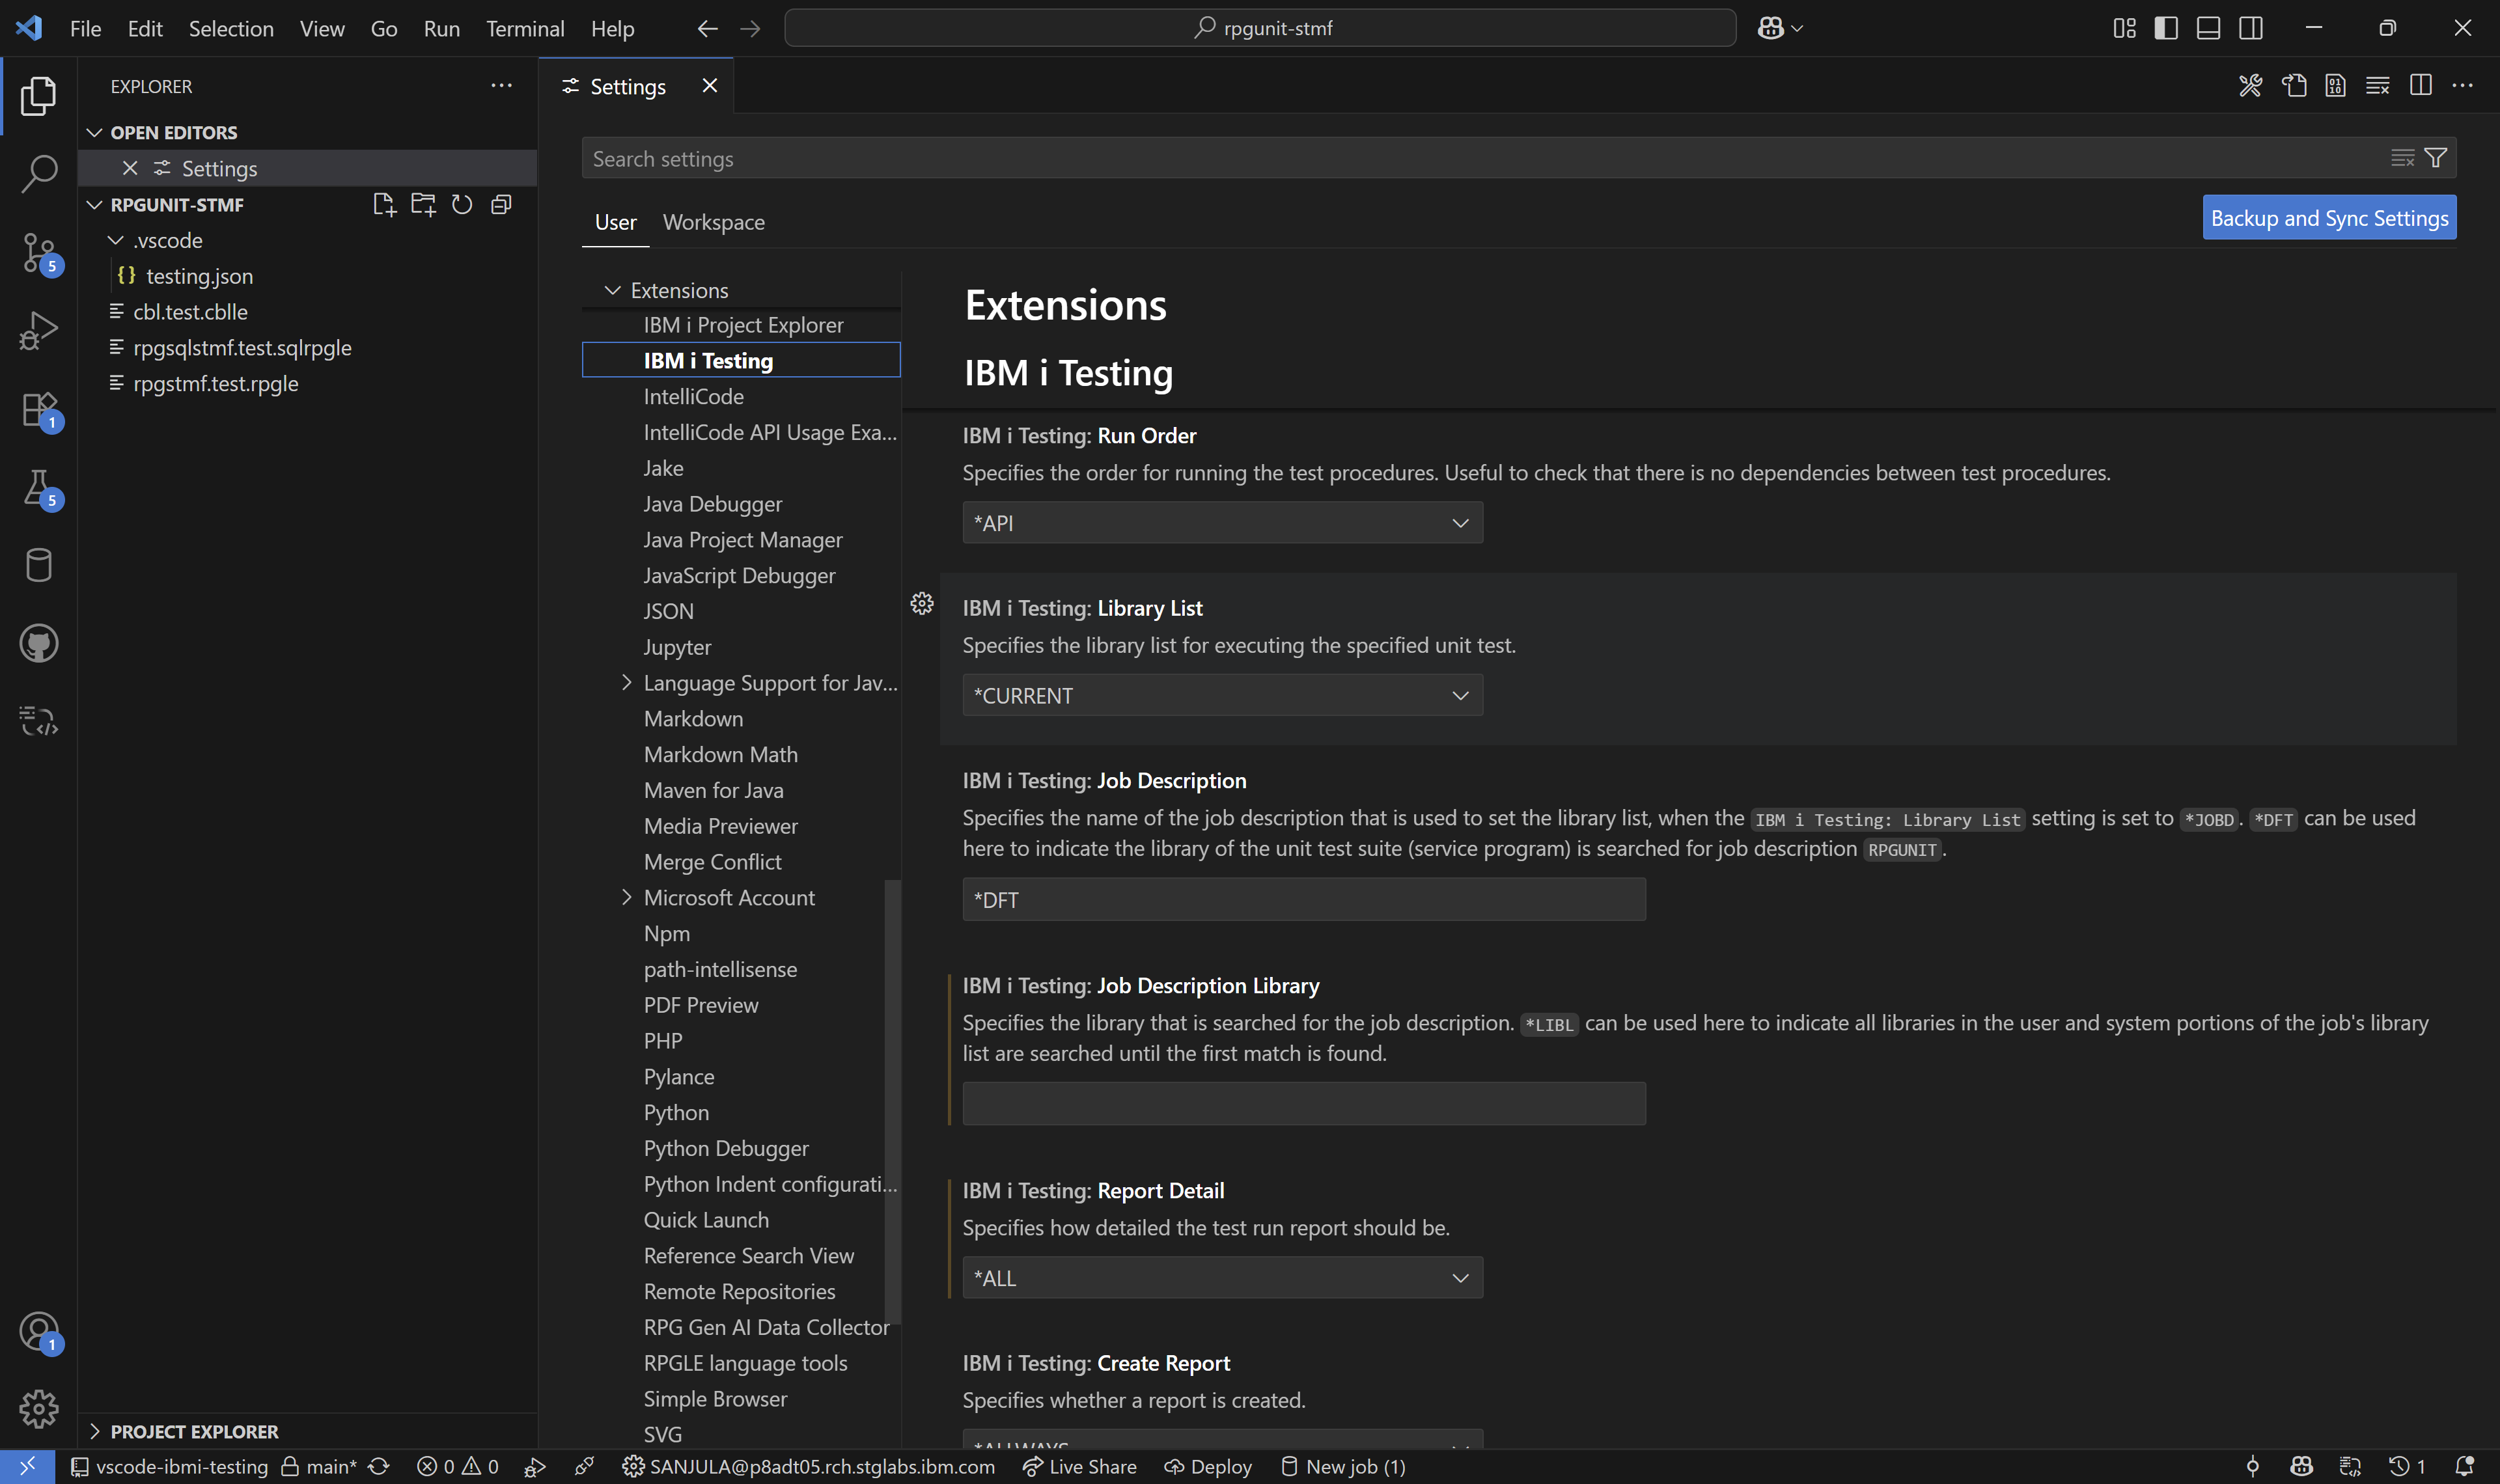 File Edit Selection View Go Run Terminal Help
rpgunit-stmf
EXPLORER
OPEN EDITORS
Settings
RPGUNIT-STMF
.vscode
testing.json
cbl.test.cblle
rpgsqlstmf.test.sqlrpgle
rpgstmf.test.rpgle
PROJECT EXPLORER
5
1
5
1
Settings
Search settings
User Workspace
Backup and Sync Settings
Extensions
IBM i Project Explorer
IBM i Testing
IntelliCode
IntelliCode API Usage Exa...
Jake
Java Debugger
Java Project Manager
JavaScript Debugger
JSON
Jupyter
Language Support for Jav...
Markdown
Markdown Math
Maven for Java
Media Previewer
Merge Conflict
Microsoft Account
Npm
path-intellisense
PDF Preview
PHP
Pylance
Python
Python Debugger
Python Indent configurati...
Quick Launch
Reference Search View
Remote Repositories
RPG Gen AI Data Collector
RPGLE language tools
Simple Browser
SVG
Extensions
IBM i Testing
IBM i Testing: Run Order
Specifies the order for running the test procedures. Useful to check that there is no dependencies between test procedures.
*API
IBM i Testing: Library List
Specifies the library list for executing the specified unit test.
*CURRENT
IBM i Testing: Job Description
Specifies the name of the job description that is used to set the library list, when the IBM i Testing: Library List setting is set to *JOBD. *DFT can be used
here to indicate the library of the unit test suite (service program) is searched for job description RPGUNIT.
*DFT
IBM i Testing: Job Description Library
Specifies the library that is searched for the job description. *LIBL can be used here to indicate all libraries in the user and system portions of the job's library
list are searched until the first match is found.
IBM i Testing: Report Detail
Specifies how detailed the test run report should be.
*ALL
IBM i Testing: Create Report
Specifies whether a report is created.
*ALLWAYS
vscode-ibmi-testing main* 0 0 SANJULA@p8adt05.rch.stglabs.ibm.com Live Share Deploy New job (1) 1